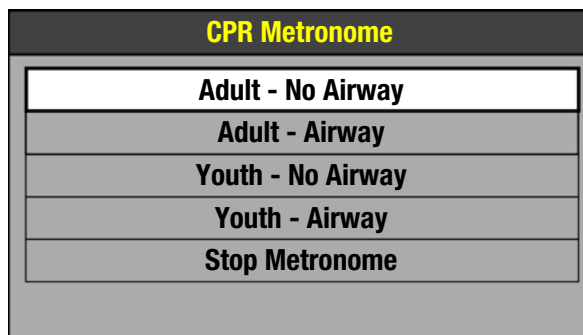 CPR Metronome
Adult - No Airway
Adult - Airway
Youth - No Airway
Youth - Airway
Stop Metronome